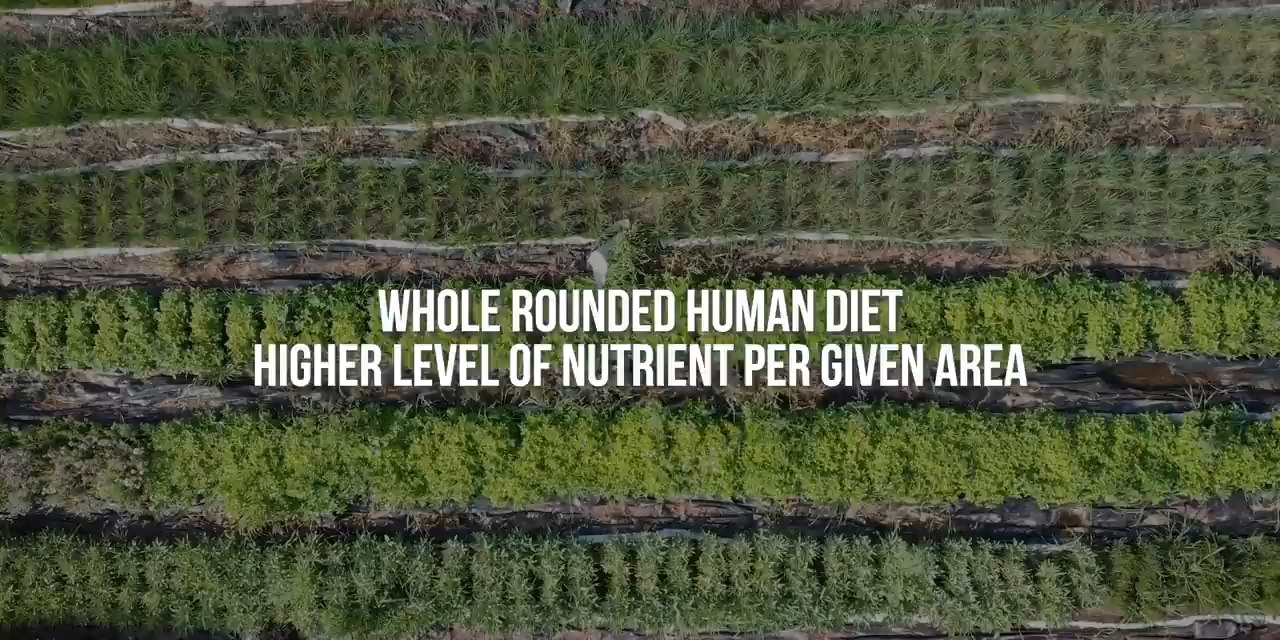 WHOLE ROUNDED HUMAN DIET
HIGHER LEVEL OF NUTRIENT PER GIVEN AREA